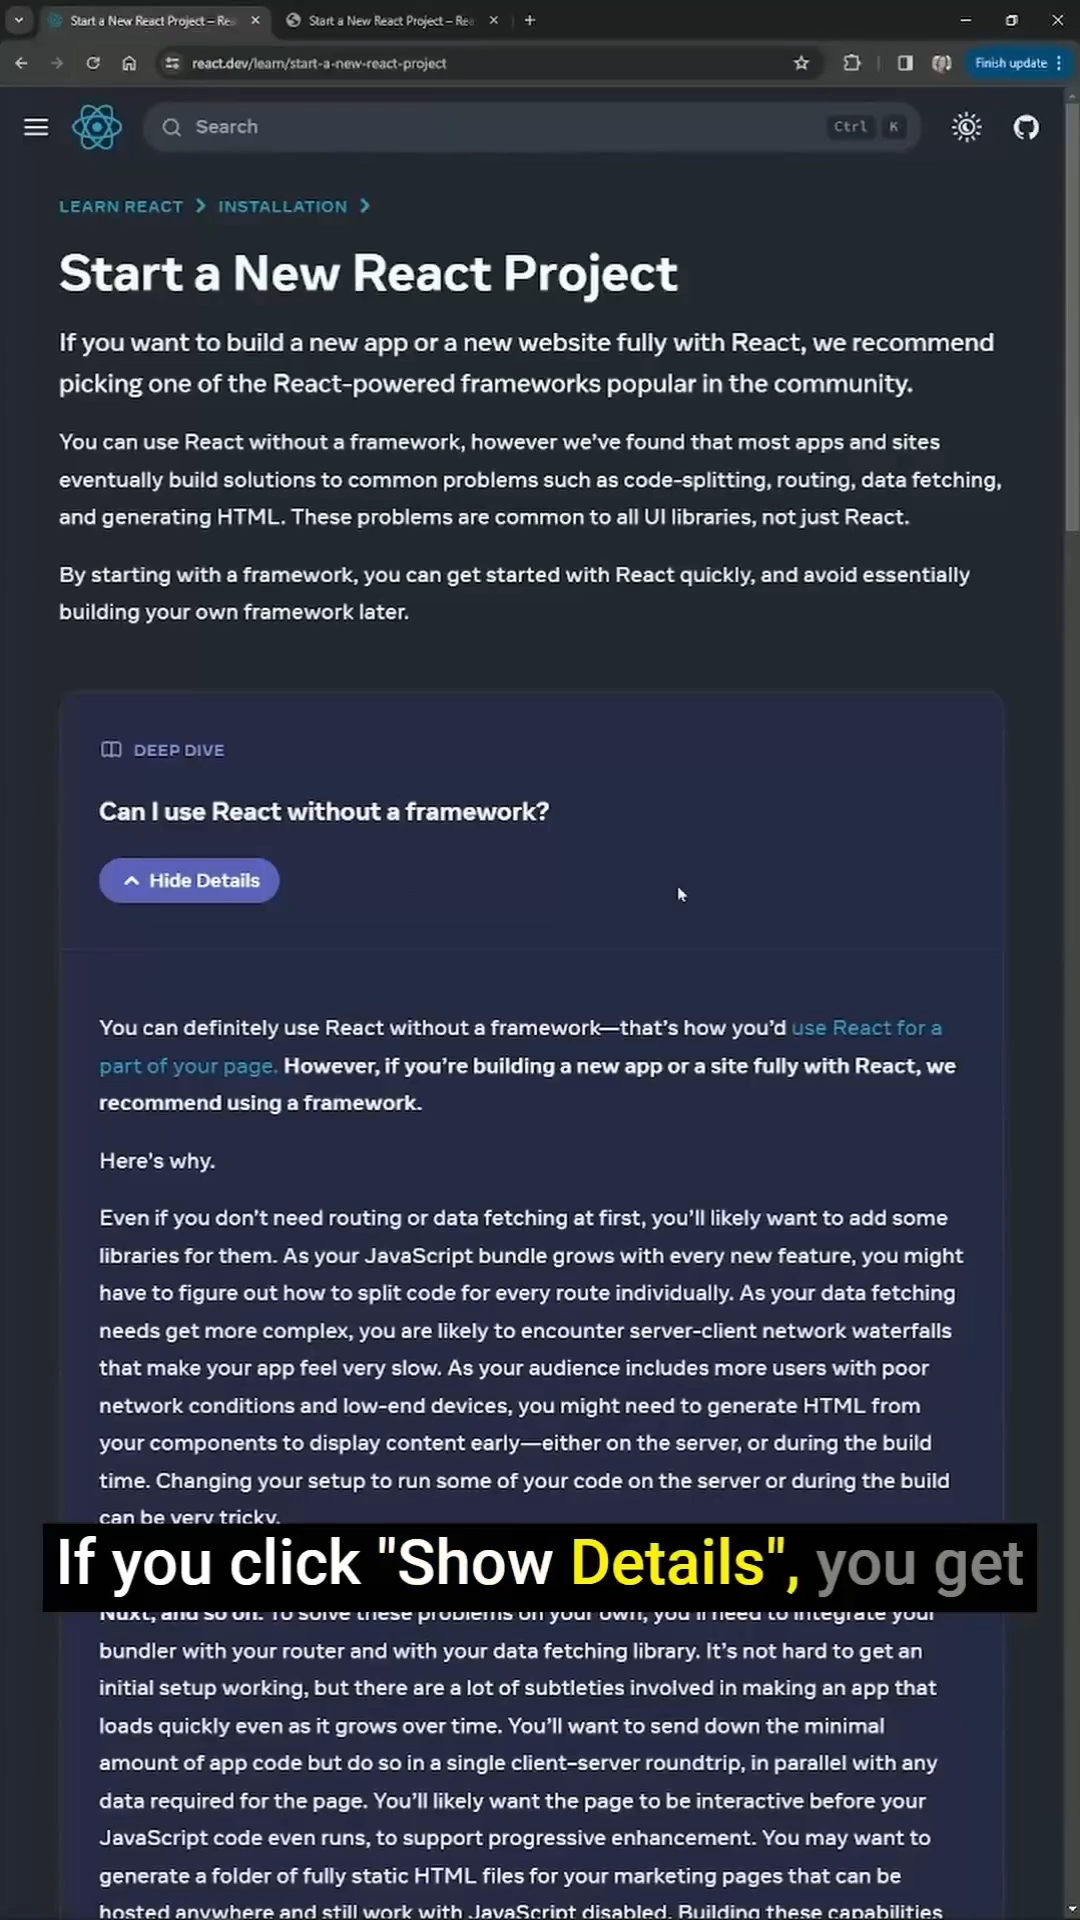 Start a New React Project – Re
Start a New React Project – Re
react.dev/learn/start-a-new-react-project
Finish update
Search
Ctrl K
LEARN REACT
INSTALLATION
Start a New React Project
If you want to build a new app or a new website fully with React, we recommend
picking one of the React-powered frameworks popular in the community.
You can use React without a framework, however we’ve found that most apps and sites
eventually build solutions to common problems such as code-splitting, routing, data fetching,
and generating HTML. These problems are common to all UI libraries, not just React.
By starting with a framework, you can get started with React quickly, and avoid essentially
building your own framework later.
DEEP DIVE
Can I use React without a framework?
Hide Details
You can definitely use React without a framework—that’s how you’d use React for a
part of your page. However, if you’re building a new app or a site fully with React, we
recommend using a framework.
Here’s why.
Even if you don’t need routing or data fetching at first, you’ll likely want to add some
libraries for them. As your JavaScript bundle grows with every new feature, you might
have to figure out how to split code for every route individually. As your data fetching
needs get more complex, you are likely to encounter server-client network waterfalls
that make your app feel very slow. As your audience includes more users with poor
network conditions and low-end devices, you might need to generate HTML from
your components to display content early—either on the server, or during the build
time. Changing your setup to run some of your code on the server or during the build
can be very tricky.
If you click "Show Details", you get
Nuxt, and so on. To solve these problems on your own, you’ll need to integrate your
bundler with your router and with your data fetching library. It’s not hard to get an
initial setup working, but there are a lot of subtleties involved in making an app that
loads quickly even as it grows over time. You’ll want to send down the minimal
amount of app code but do so in a single client–server roundtrip, in parallel with any
data required for the page. You’ll likely want the page to be interactive before your
JavaScript code even runs, to support progressive enhancement. You may want to
generate a folder of fully static HTML files for your marketing pages that can be
hosted anywhere and still work with JavaScript disabled. Building these capabilities